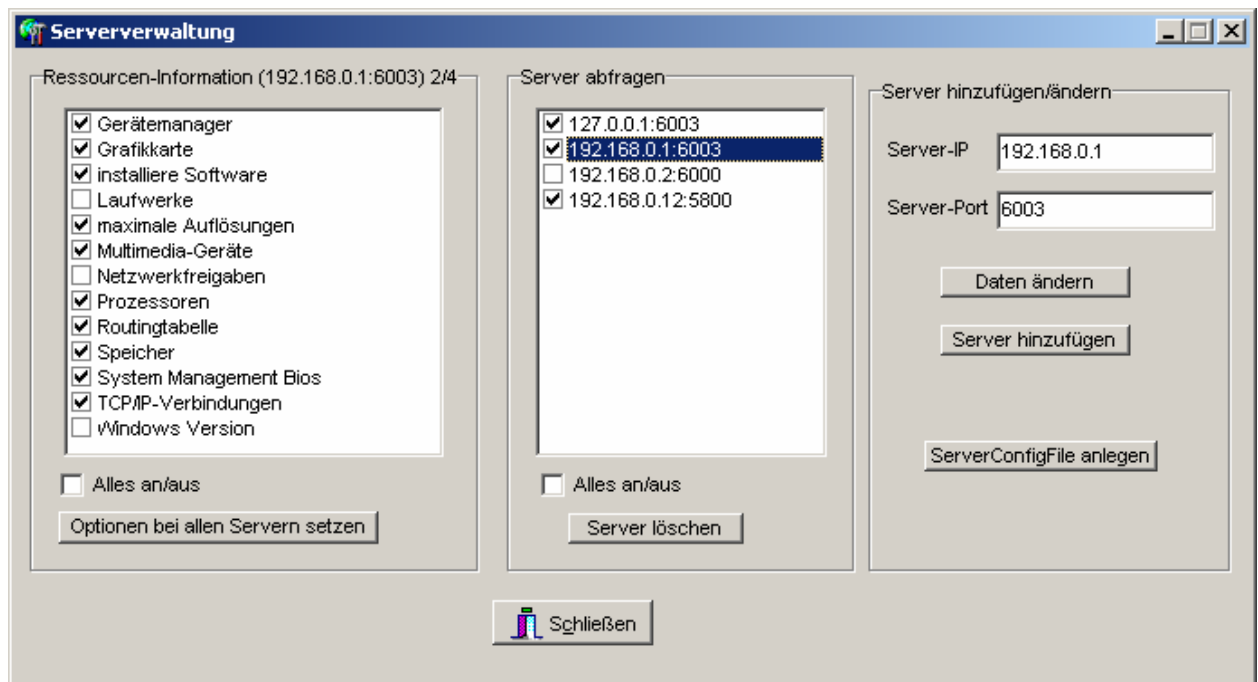 Serververwaltung
Ressourcen-Information (192.168.0.1:6003) 2/4
Gerätemanager
Grafikkarte
installiere Software
Laufwerke
maximale Auflösungen
Multimedia-Geräte
Netzwerkfreigaben
Prozessoren
Routingtabelle
Speicher
System Management Bios
TCP/IP-Verbindungen
Windows Version
Alles an/aus
Optionen bei allen Servern setzen
Server abfragen
127.0.0.1:6003
192.168.0.1:6003
192.168.0.2:6000
192.168.0.12:5800
Alles an/aus
Server löschen
Server hinzufügen/ändern
Server-IP 192.168.0.1
Server-Port 6003
Daten ändern
Server hinzufügen
ServerConfigFile anlegen
Schließen